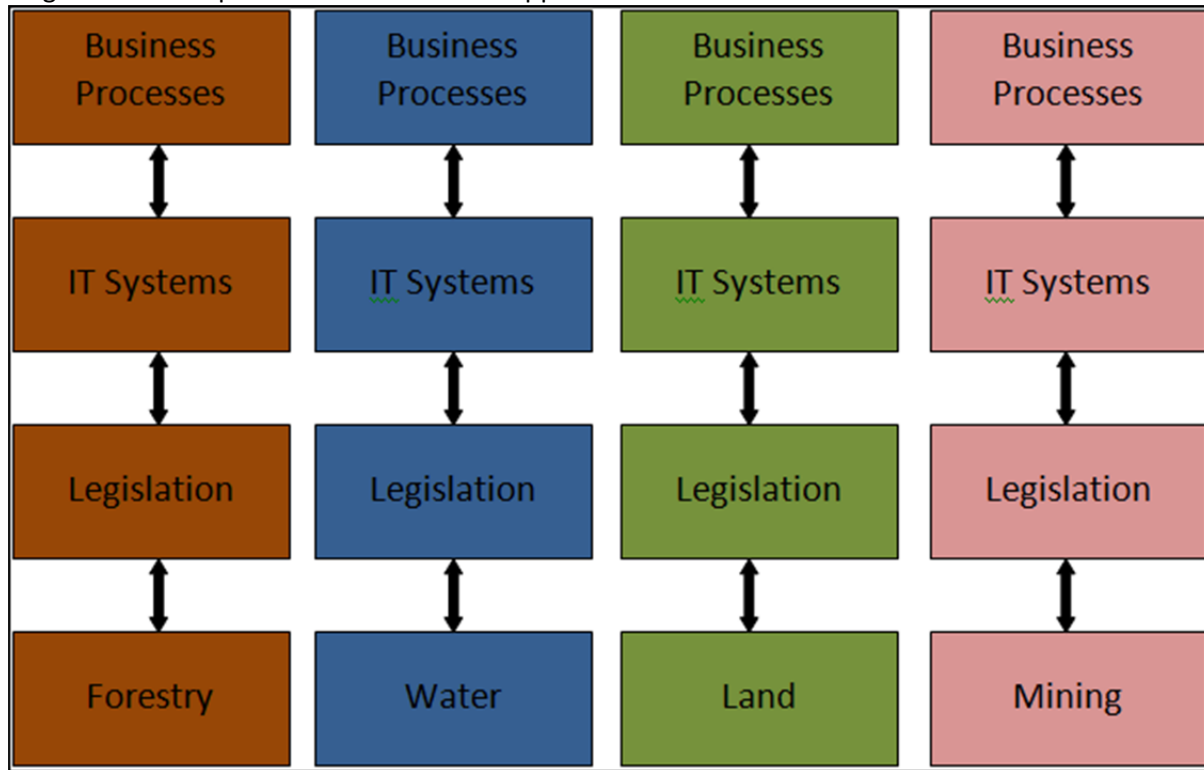 Business Business Business Business
Processes Processes Processes Processes
IT Systems IT Systems IT Systems IT Systems
Legislation Legislation Legislation Legislation
Forestry Water Land Mining